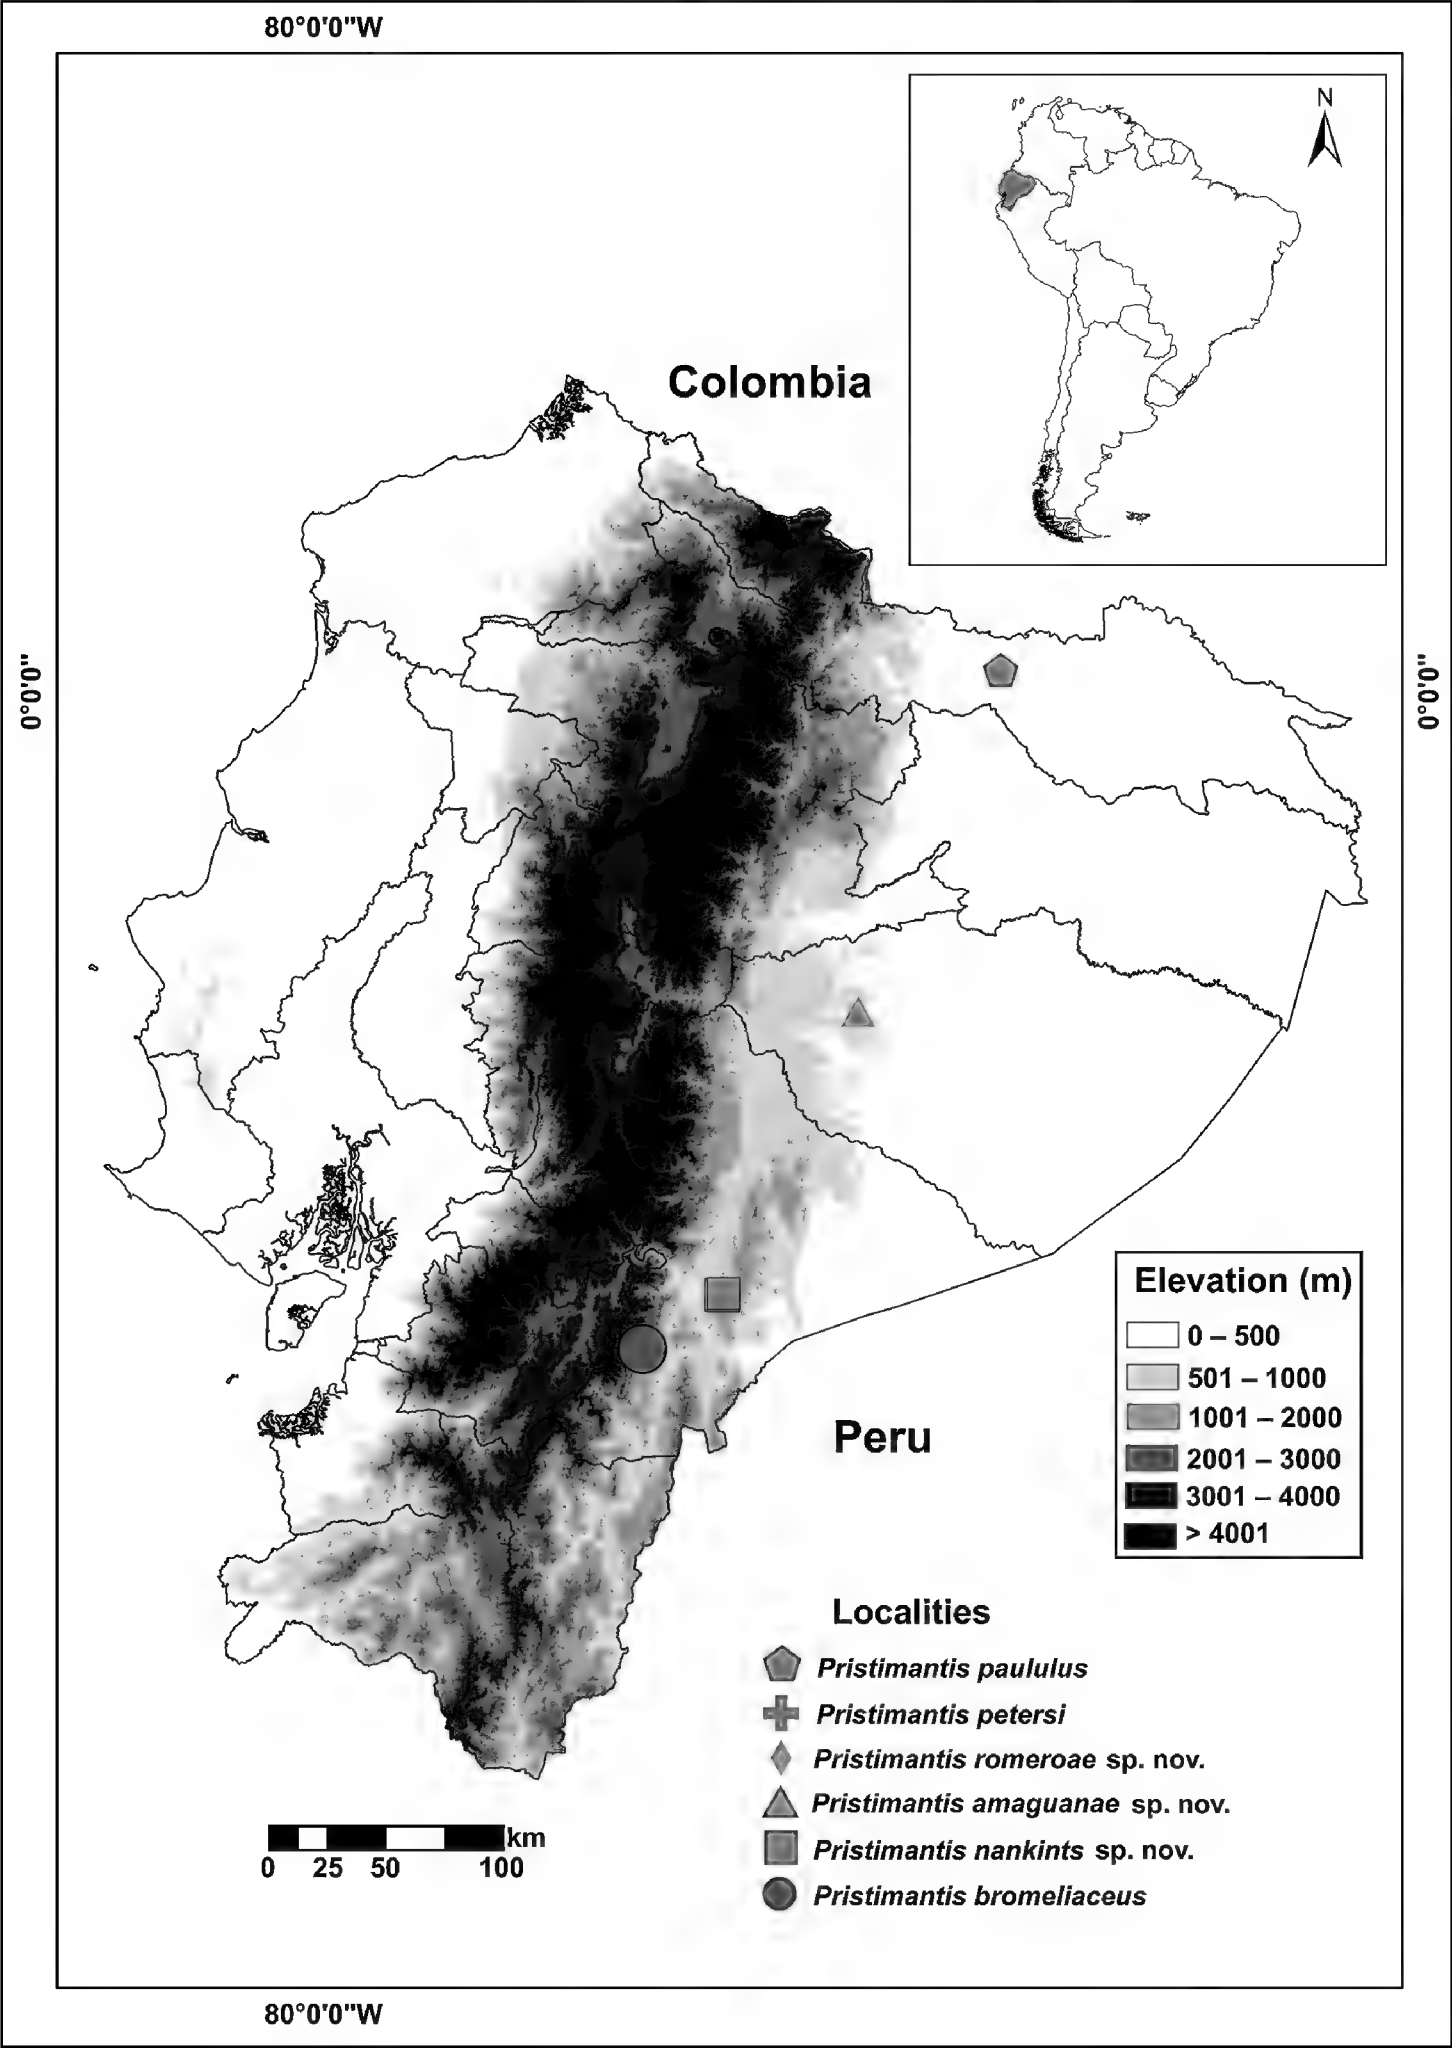 80°0'0"W
N
Colombia
0°0'0"
0°0'0"
Peru
Elevation (m)
0 – 500
501 – 1000
1001 – 2000
2001 – 3000
3001 – 4000
> 4001
Localities
Pristimantis paululus
Pristimantis petersi
Pristimantis romeroae sp. nov.
Pristimantis amaguanae sp. nov.
Pristimantis nankints sp. nov.
Pristimantis bromeliaceus
km
0 25 50 100
80°0'0"W